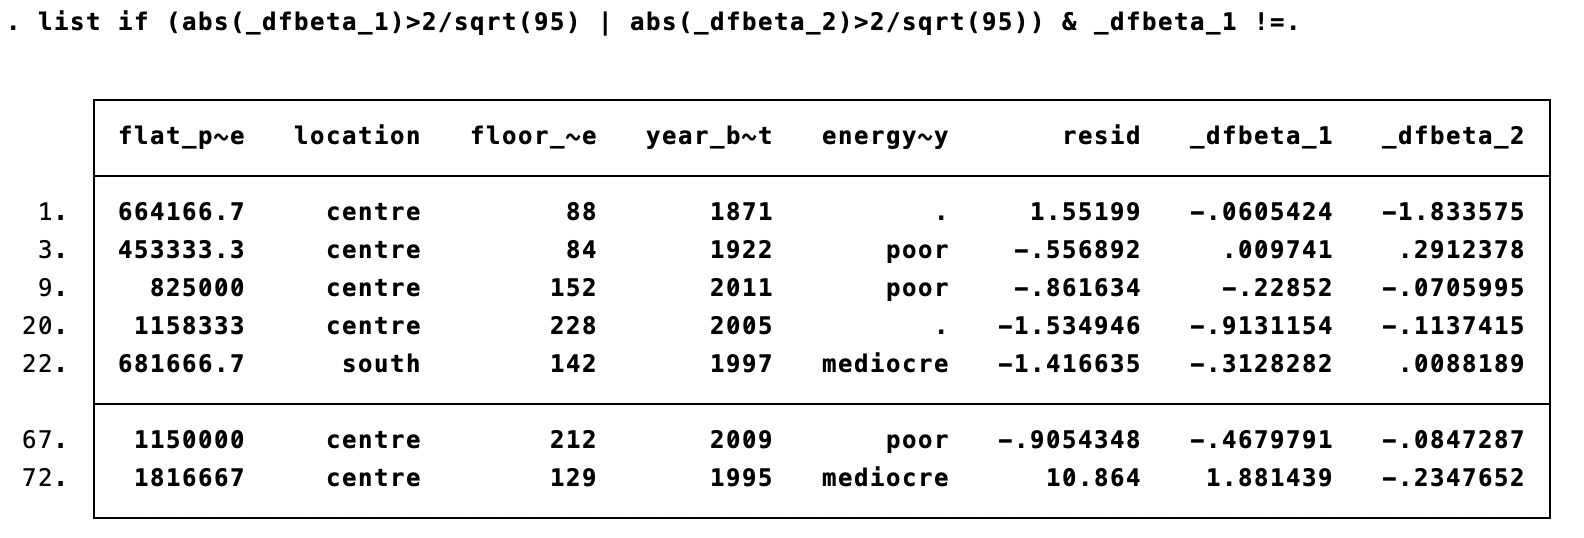 . list if (abs(_dfbeta_1)>2/sqrt(95) | abs(_dfbeta_2)>2/sqrt(95)) & _dfbeta_1 !=.
flat_p~e location floor_~e year_b~t energy~y resid _dfbeta_1 _dfbeta_2
1. 664166.7 centre 88 1871 . 1.55199 -.0605424 -1.833575
3. 453333.3 centre 84 1922 poor -.556892 .009741 .2912378
9. 825000 centre 152 2011 poor -.861634 -.22852 -.0705995
20. 1158333 centre 228 2005 . -1.534946 -.9131154 -.1137415
22. 681666.7 south 142 1997 mediocre -1.416635 -.3128282 .0088189
67. 1150000 centre 212 2009 poor -.9054348 -.4679791 -.0847287
72. 1816667 centre 129 1995 mediocre 10.864 1.881439 -.2347652